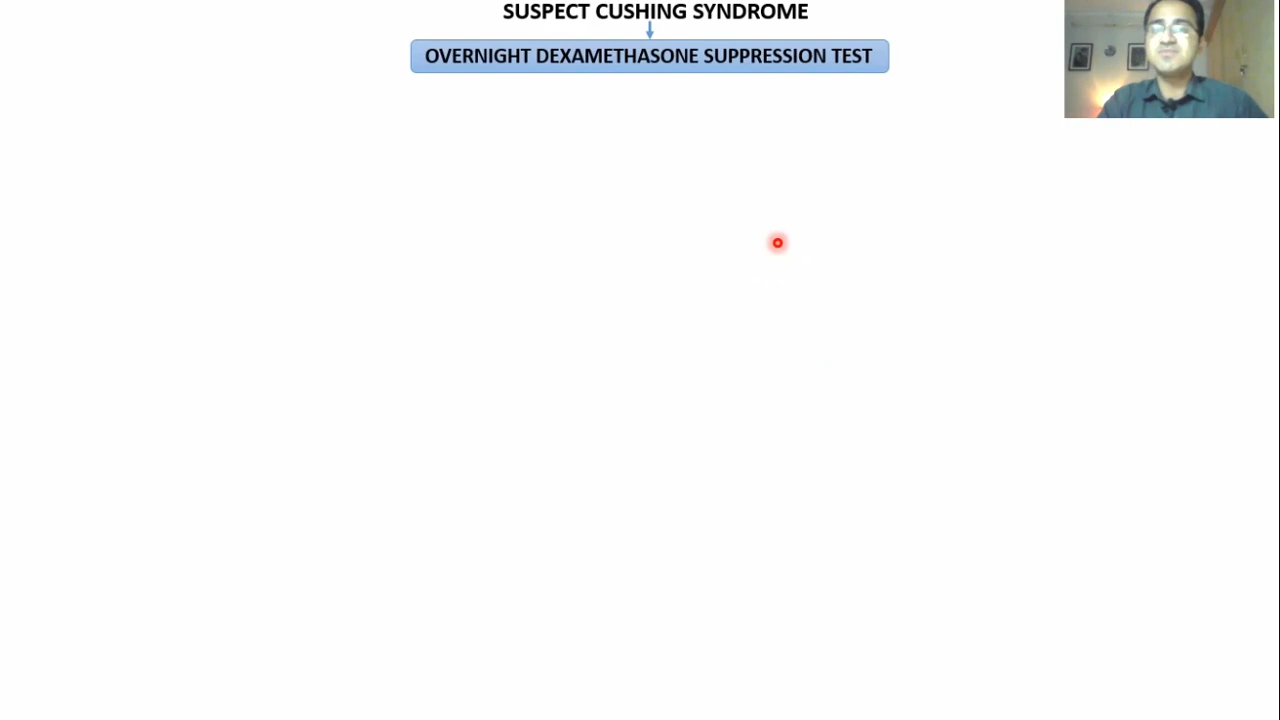 SUSPECT CUSHING SYNDROME
OVERNIGHT DEXAMETHASONE SUPPRESSION TEST